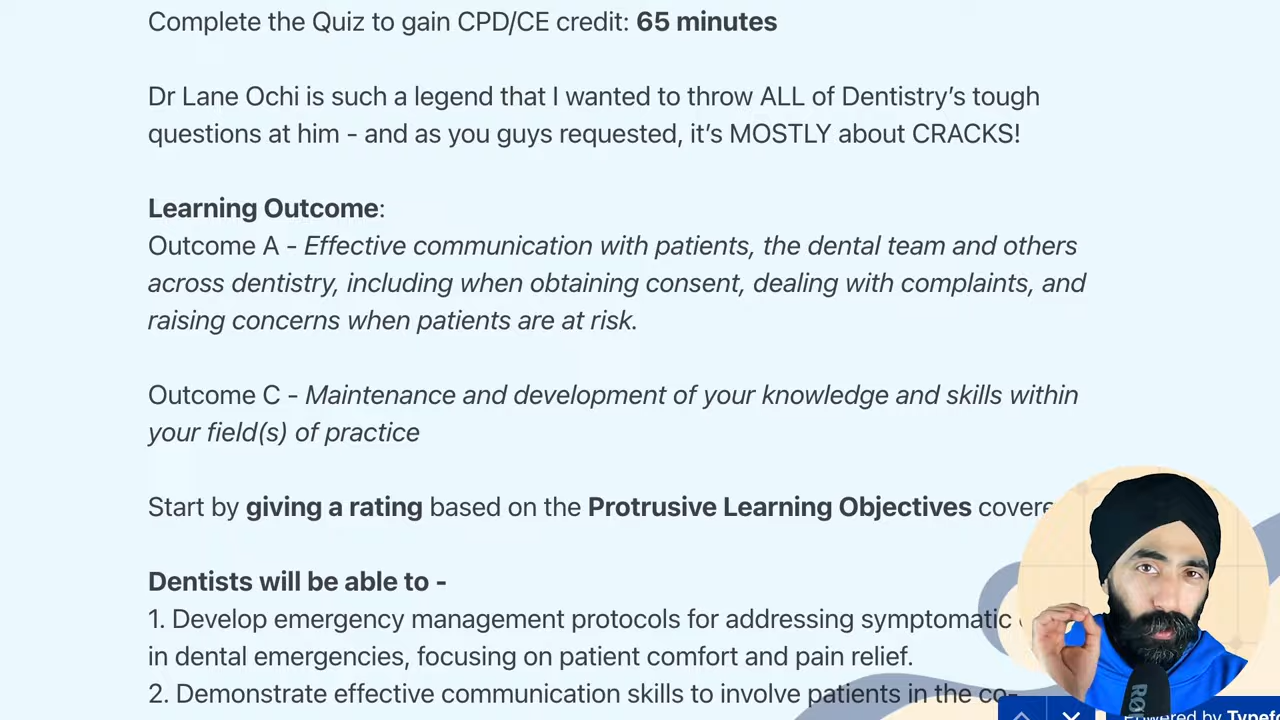 Complete the Quiz to gain CPD/CE credit: 65 minutes
Dr Lane Ochi is such a legend that I wanted to throw ALL of Dentistry’s tough
questions at him - and as you guys requested, it’s MOSTLY about CRACKS!
Learning Outcome:
Outcome A - Effective communication with patients, the dental team and others
across dentistry, including when obtaining consent, dealing with complaints, and
raising concerns when patients are at risk.
Outcome C - Maintenance and development of your knowledge and skills within
your field(s) of practice
Start by giving a rating based on the Protrusive Learning Objectives
Dentists will be able to -
1. Develop emergency management protocols for addressing symptomatic
in dental emergencies, focusing on patient comfort and pain relief.
2. Demonstrate effective communication skills to involve patients in the co-
Powered by